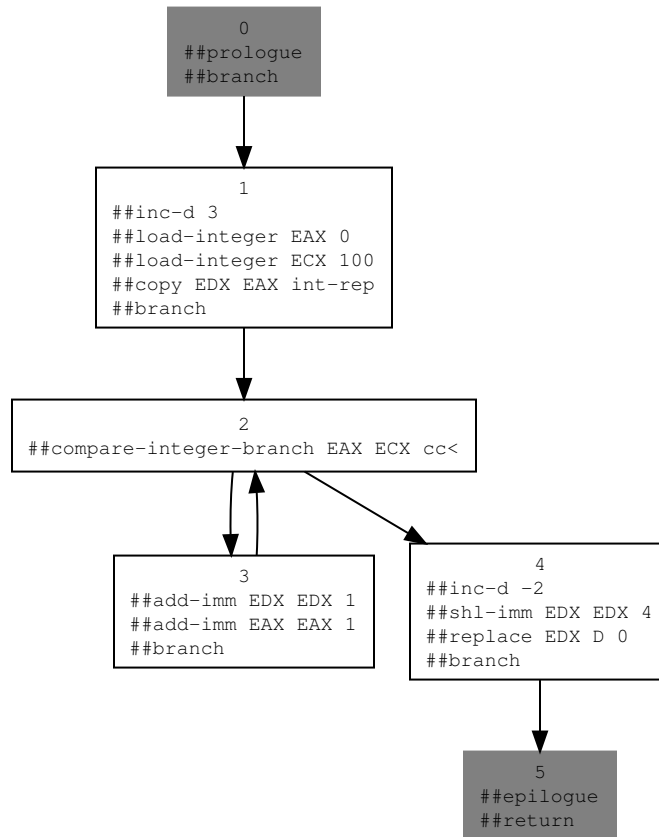 0
##prologue
##branch
1
##inc-d 3
##load-integer EAX 0
##load-integer ECX 100
##copy EDX EAX int-rep
##branch
2
##compare-integer-branch EAX ECX cc<
3
##add-imm EDX EDX 1
##add-imm EAX EAX 1
##branch
4
##inc-d -2
##shl-imm EDX EDX 4
##replace EDX D 0
##branch
5
##epilogue
##return